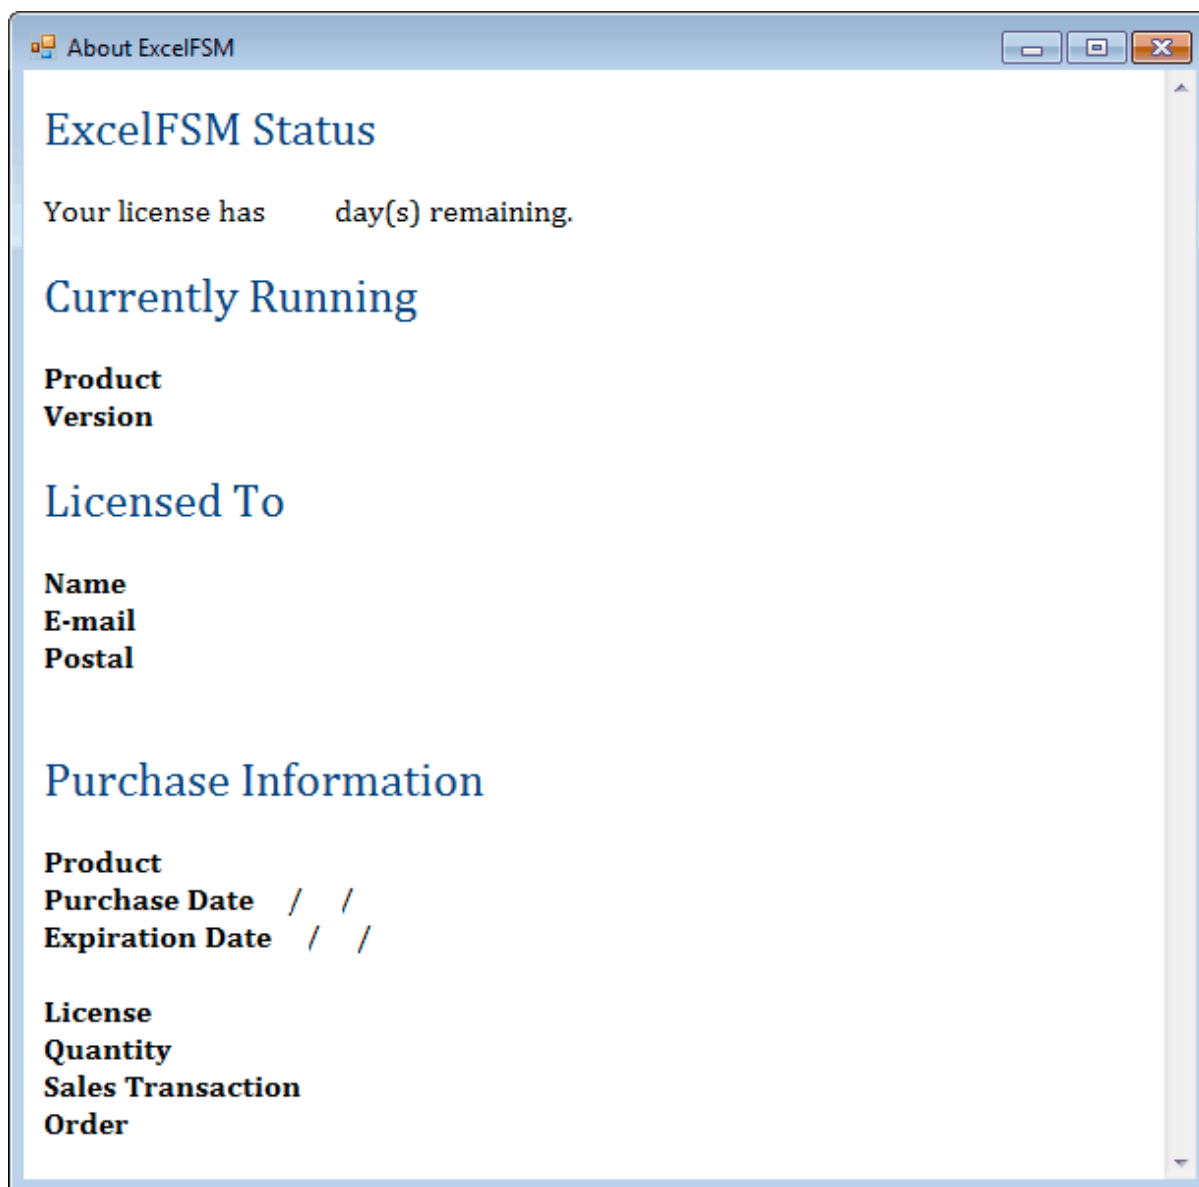 About ExcelFSM
ExcelFSM Status
Your license has day(s) remaining.
Currently Running
Product
Version
Licensed To
Name
E-mail
Postal
Purchase Information
Product
Purchase Date / /
Expiration Date / /
License
Quantity
Sales Transaction
Order